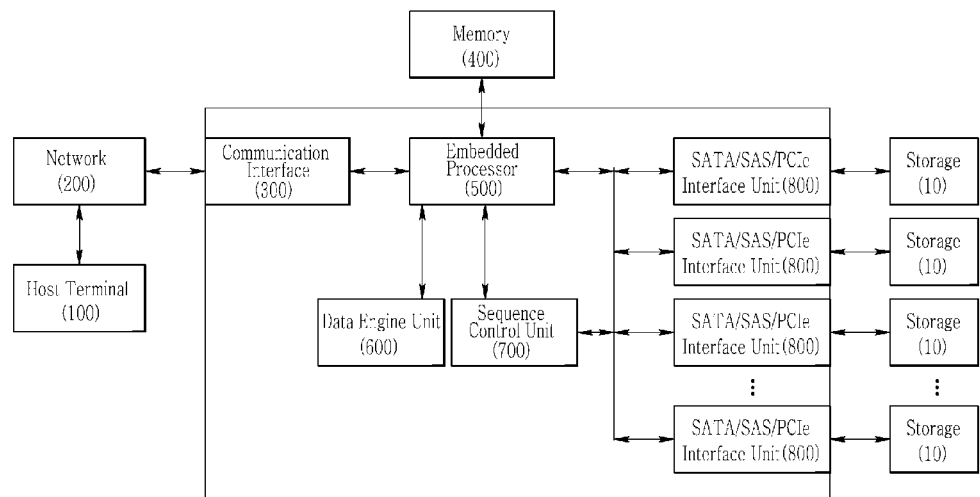 Memory
(400)
Network
(200)
Communication
Interface
(300)
Embedded
Processor
(500)
SATA/SAS/PCIe
Interface Unit(800)
Storage
(10)
SATA/SAS/PCIe
Interface Unit(800)
Storage
(10)
Host Terminal
(100)
Data Engine Unit
(600)
Sequence
Control Unit
(700)
SATA/SAS/PCIe
Interface Unit(800)
Storage
(10)
SATA/SAS/PCIe
Interface Unit(800)
Storage
(10)